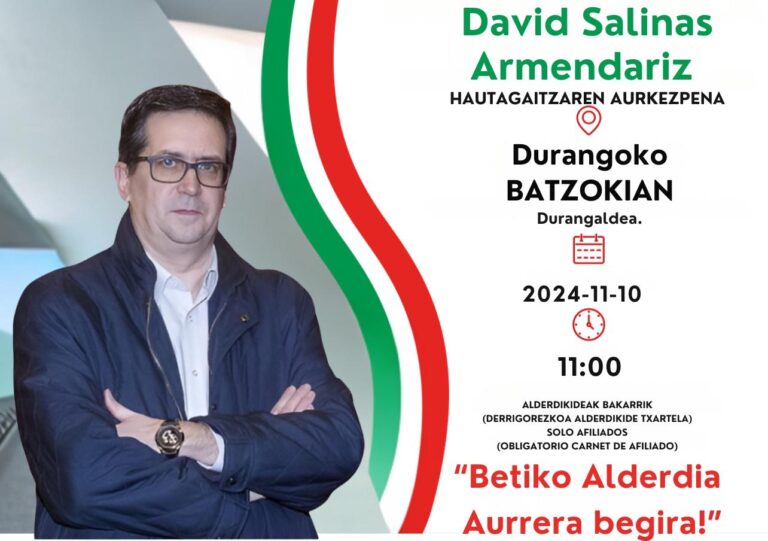 David Salinas
Armendariz
HAUTAGAITZAREN AURKEZPENA
Durangoko
BATZOKIAN
Durangaldea.
2024-11-10
11:00
ALDERDIKIDEAK BAKARRIK
(DERRIGOREZKOA ALDERDIKIDE TXARTELA)
SOLO AFILIADOS
(OBLIGATORIO CARNET DE AFILIADO)
“Betiko Alderdia
Aurrera begira!”